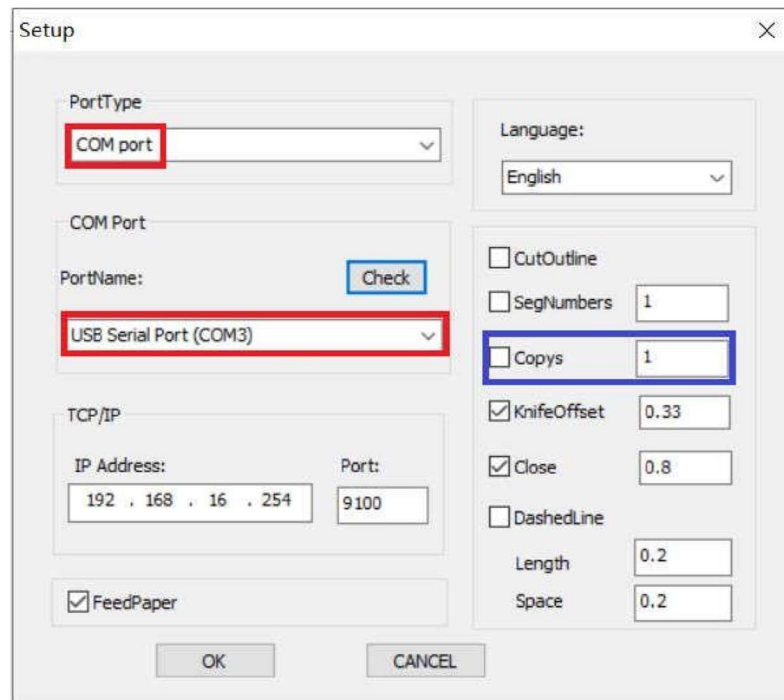 Setup
PortType
COM port
COM Port
PortName:
Check
USB Serial Port (COM3)
TCP/IP
IP Address:
Port:
192 . 168 . 16 . 254
9100
FeedPaper
OK
CANCEL
Language:
English
CutOutline
SegNumbers 1
Copys 1
KnifeOffset 0.33
Close 0.8
DashedLine
Length 0.2
Space 0.2